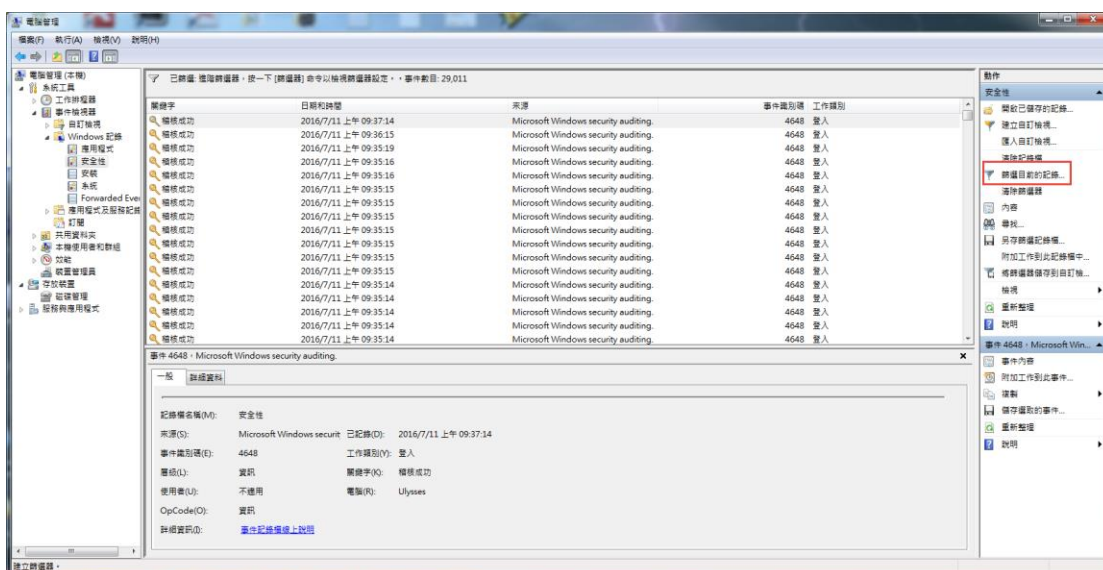 電腦管理
檔案(F) 執行(A) 檢視(V) 說明(H)
電腦管理 (本機)
系統工具
工作排程器
事件檢視器
自訂檢視
Windows 記錄
應用程式
安全性
安裝
系統
Forwarded Eve
應用程式及服務記錄
訂閱
共用資料夾
本機使用者和群組
效能
裝置管理員
存放裝置
磁碟管理
服務與應用程式
已篩選: 進階篩選器，按一下 [篩選器] 命令以檢視篩選器設定。. 事件數目: 29,011
關鍵字 日期和時間 來源 事件識別碼 工作類別
稽核成功 2016/7/11 上午 09:37:14 Microsoft Windows security auditing. 4648 登入
稽核成功 2016/7/11 上午 09:36:15 Microsoft Windows security auditing. 4648 登入
稽核成功 2016/7/11 上午 09:35:19 Microsoft Windows security auditing. 4648 登入
稽核成功 2016/7/11 上午 09:35:16 Microsoft Windows security auditing. 4648 登入
稽核成功 2016/7/11 上午 09:35:16 Microsoft Windows security auditing. 4648 登入
稽核成功 2016/7/11 上午 09:35:15 Microsoft Windows security auditing. 4648 登入
稽核成功 2016/7/11 上午 09:35:15 Microsoft Windows security auditing. 4648 登入
稽核成功 2016/7/11 上午 09:35:15 Microsoft Windows security auditing. 4648 登入
稽核成功 2016/7/11 上午 09:35:15 Microsoft Windows security auditing. 4648 登入
稽核成功 2016/7/11 上午 09:35:15 Microsoft Windows security auditing. 4648 登入
稽核成功 2016/7/11 上午 09:35:15 Microsoft Windows security auditing. 4648 登入
稽核成功 2016/7/11 上午 09:35:15 Microsoft Windows security auditing. 4648 登入
稽核成功 2016/7/11 上午 09:35:14 Microsoft Windows security auditing. 4648 登入
稽核成功 2016/7/11 上午 09:35:14 Microsoft Windows security auditing. 4648 登入
稽核成功 2016/7/11 上午 09:35:14 Microsoft Windows security auditing. 4648 登入
稽核成功 2016/7/11 上午 09:35:14 Microsoft Windows security auditing. 4648 登入
稽核成功 2016/7/11 上午 09:35:14 Microsoft Windows security auditing. 4648 登入
事件 4648，Microsoft Windows security auditing.
一般 詳細資料
記錄檔名稱(M): 安全性
來源(S): Microsoft Windows securit 已記錄(D): 2016/7/11 上午 09:37:14
事件識別碼(E): 4648 工作類別(Y): 登入
層級(L): 資訊 關鍵字(K): 稽核成功
使用者(U): 不適用 電腦(R): Ulysses
OpCode(O): 資訊
詳細資訊(I): 事件記錄檔線上說明
動作
安全性
開啟已儲存的記錄...
建立自訂檢視...
匯入自訂檢視...
清除記錄檔...
篩選目前的記錄...
清除篩選器
內容
尋找...
另存篩選記錄檔...
附加工作到此記錄檔中...
將篩選器儲存到自訂檢...
檢視
重新整理
說明
事件 4648，Microsoft Win...
事件內容
附加工作到此事件...
複製
儲存選取的事件...
重新整理
說明
建立篩選器。